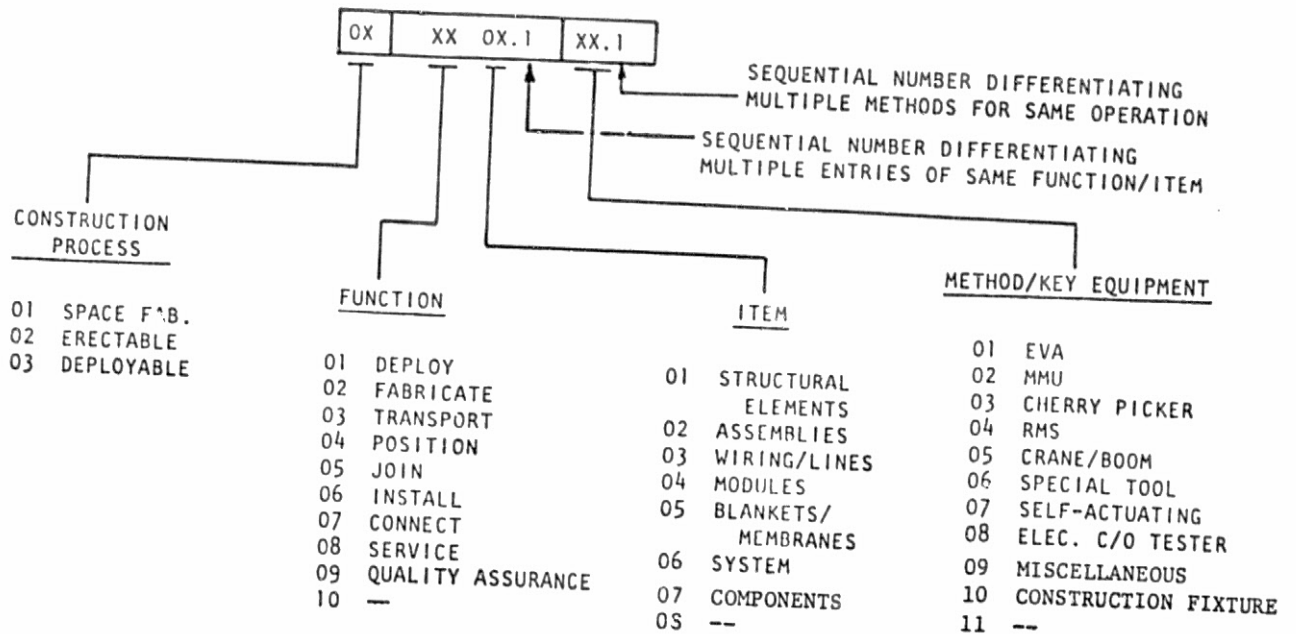 OX XX OX.1 XX.1
SEQUENTIAL NUMBER DIFFERENTIATING
MULTIPLE METHODS FOR SAME OPERATION
SEQUENTIAL NUMBER DIFFERENTIATING
MULTIPLE ENTRIES OF SAME FUNCTION/ITEM
CONSTRUCTION
PROCESS
01 SPACE
02 ERECTABLE
03 DEPLOYABLE
FUNCTION
01 DEPLOY
02 FABRICATE
03 TRANSPORT
04 POSITION
05 JOIN
06 INSTALL
07 CONNECT
08 SERVICE
09 QUALITY ASSURANCE
10 —
ITEM
01 STRUCTURAL
ELEMENTS
02 ASSEMBLIES
03 WIRING/LINES
04 MODULES
05 BLANKETS/
MEMBRANES
06 SYSTEM
07 COMPONENTS
0S --
METHOD/KEY EQUIPMENT
01 EVA
02 MMU
03 CHERRY PICKER
04 RMS
05 CRANE/BOOM
06 SPECIAL TOOL
07 SELF-ACTUATING
08 ELEC. C/O TESTER
09 MISCELLANEOUS
10 CONSTRUCTION FIXTURE
11 --